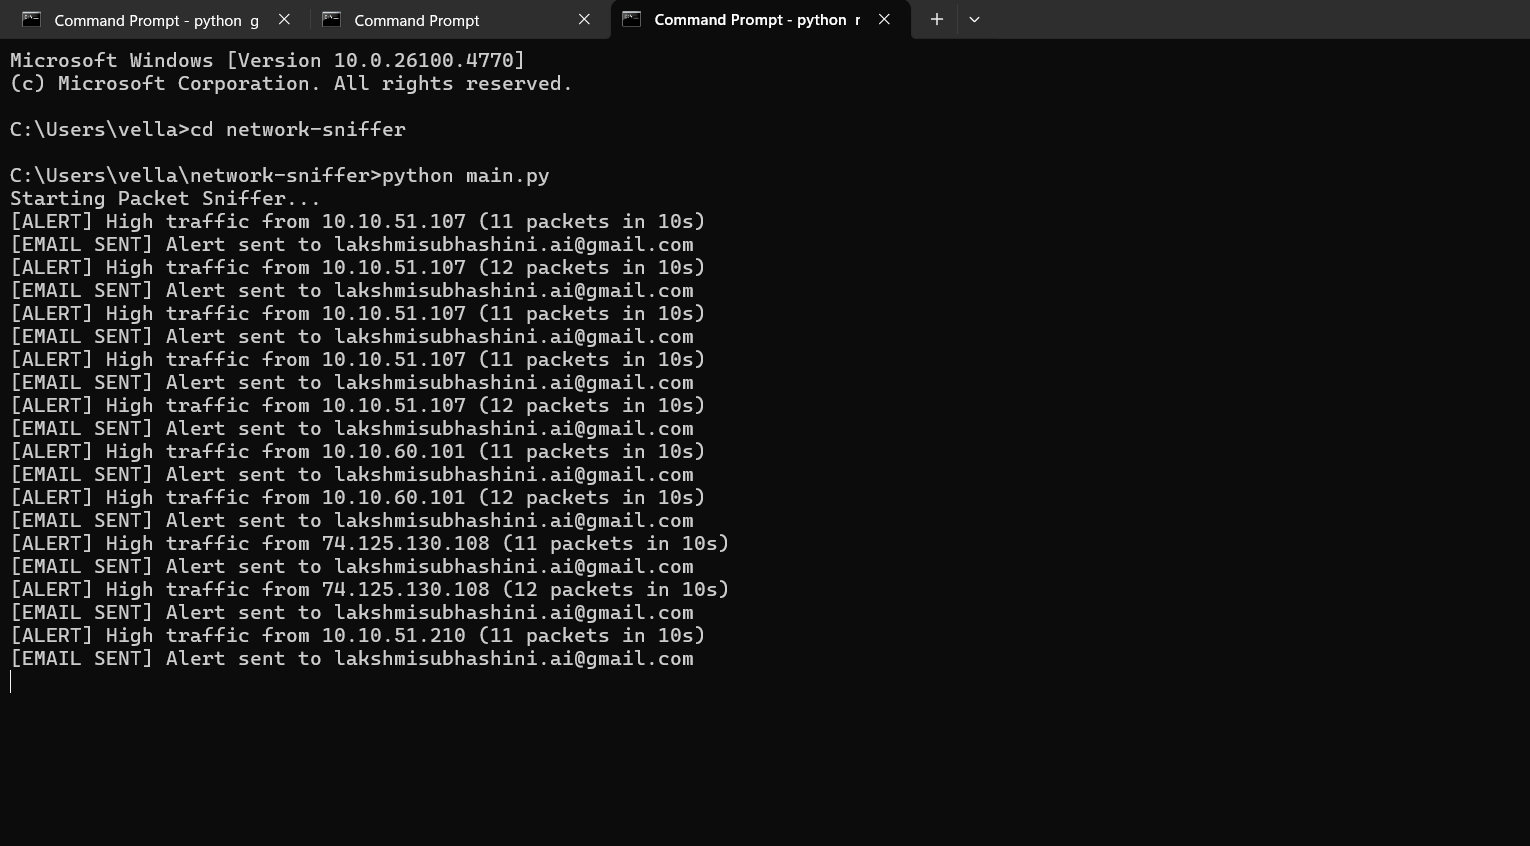 Command Prompt - python g
Command Prompt
Command Prompt - python r
Microsoft Windows [Version 10.0.26100.4770]
(c) Microsoft Corporation. All rights reserved.
C:\Users\vella>cd network-sniffer
C:\Users\vella\network-sniffer>python main.py
Starting Packet Sniffer...
[ALERT] High traffic from 10.10.51.107 (11 packets in 10s)
[EMAIL SENT] Alert sent to lakshmisubhashini.ai@gmail.com
[ALERT] High traffic from 10.10.51.107 (12 packets in 10s)
[EMAIL SENT] Alert sent to lakshmisubhashini.ai@gmail.com
[ALERT] High traffic from 10.10.51.107 (11 packets in 10s)
[EMAIL SENT] Alert sent to lakshmisubhashini.ai@gmail.com
[ALERT] High traffic from 10.10.51.107 (11 packets in 10s)
[EMAIL SENT] Alert sent to lakshmisubhashini.ai@gmail.com
[ALERT] High traffic from 10.10.51.107 (12 packets in 10s)
[EMAIL SENT] Alert sent to lakshmisubhashini.ai@gmail.com
[ALERT] High traffic from 10.10.60.101 (11 packets in 10s)
[EMAIL SENT] Alert sent to lakshmisubhashini.ai@gmail.com
[ALERT] High traffic from 10.10.60.101 (12 packets in 10s)
[EMAIL SENT] Alert sent to lakshmisubhashini.ai@gmail.com
[ALERT] High traffic from 74.125.130.108 (11 packets in 10s)
[EMAIL SENT] Alert sent to lakshmisubhashini.ai@gmail.com
[ALERT] High traffic from 74.125.130.108 (12 packets in 10s)
[EMAIL SENT] Alert sent to lakshmisubhashini.ai@gmail.com
[ALERT] High traffic from 10.10.51.210 (11 packets in 10s)
[EMAIL SENT] Alert sent to lakshmisubhashini.ai@gmail.com